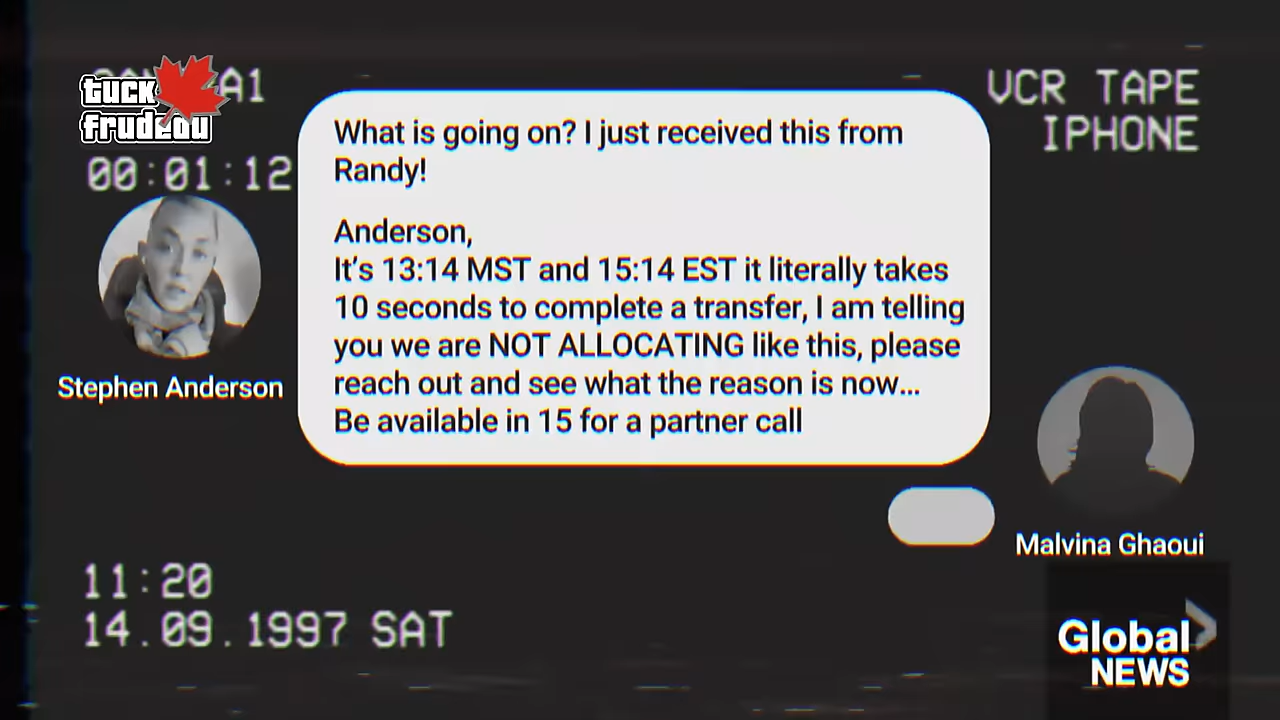 tuck
frudeau
A1
VCR TAPE
IPHONE
00:01:12
What is going on? I just received this from
Randy!
Anderson,
It’s 13:14 MST and 15:14 EST it literally takes
10 seconds to complete a transfer, I am telling
you we are NOT ALLOCATING like this, please
reach out and see what the reason is now...
Be available in 15 for a partner call
Stephen Anderson
Malvina Ghaoui
11:20
14.09.1997 SAT
Global
NEWS